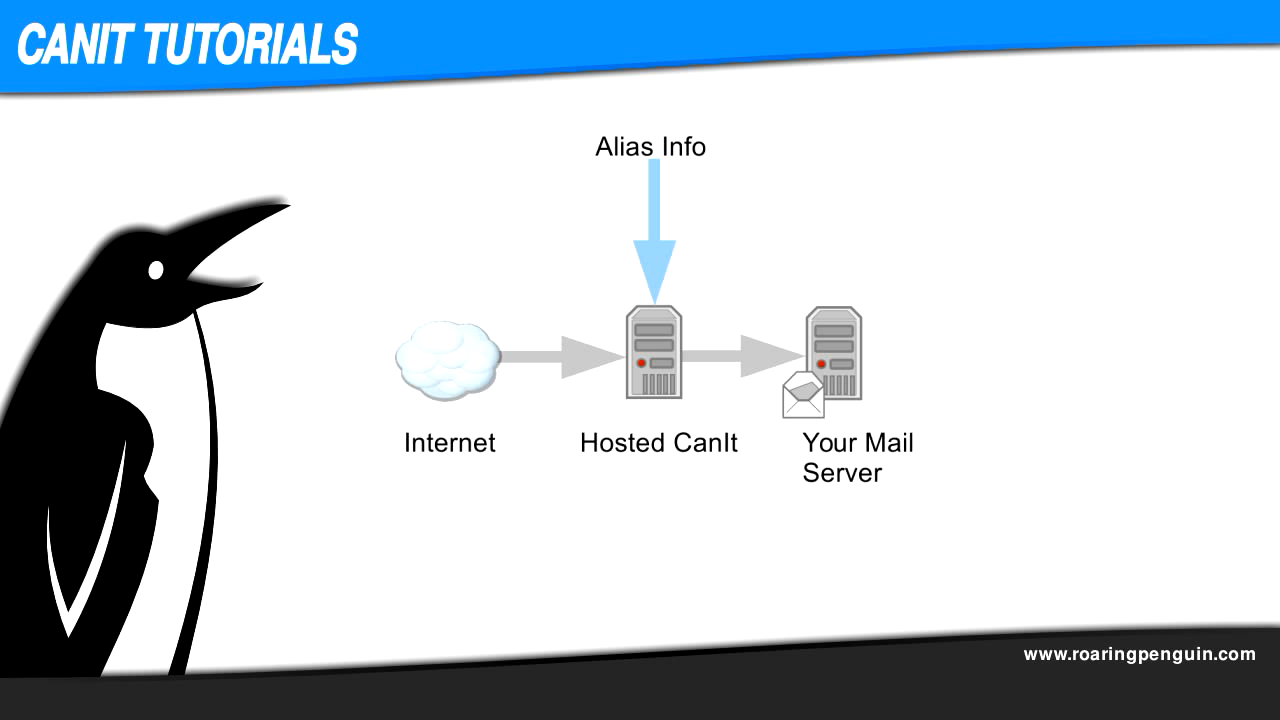 CANIT TUTORIALS
Alias Info
Internet
Hosted CanIt
Your Mail
Server
www.roaringpenguin.com